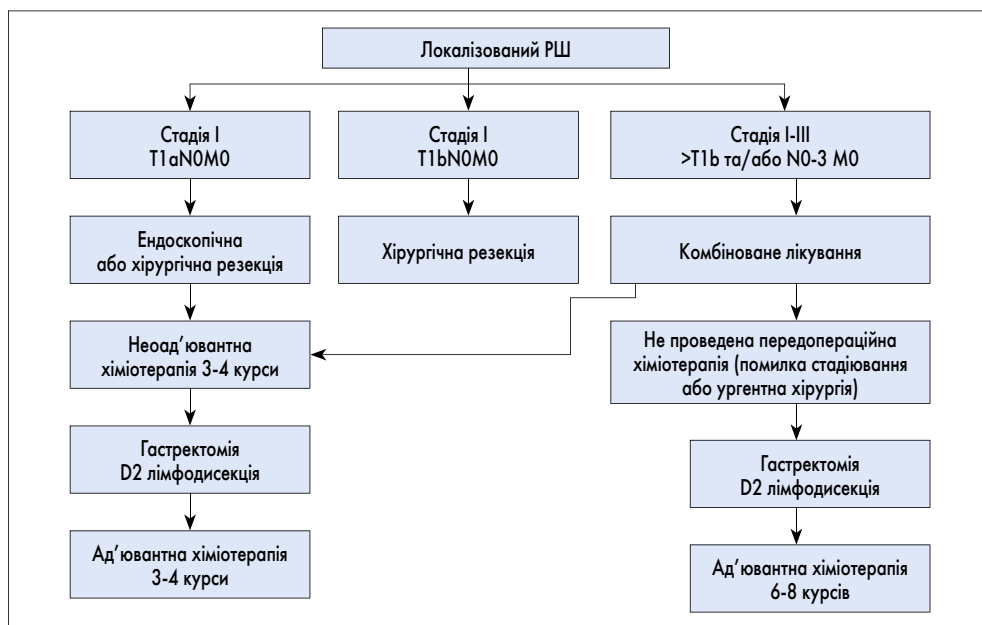 Локалізований РШ
Стадія I
T1aN0M0
Стадія I
T1bN0M0
Стадія I-III
>T1b та/або N0-3 M0
Ендоскопічна
або хірургічна резекція
Хірургічна резекція
Комбіноване лікування
Неоад'ювантна
хіміотерапія 3-4 курси
Не проведена передопераційна
хіміотерапія (помилка стадіювання
або ургентна хірургія)
Гастректомія
D2 лімфодисекція
Гастректомія
D2 лімфодисекція
Ад'ювантна хіміотерапія
3-4 курси
Ад'ювантна хіміотерапія
6-8 курсів